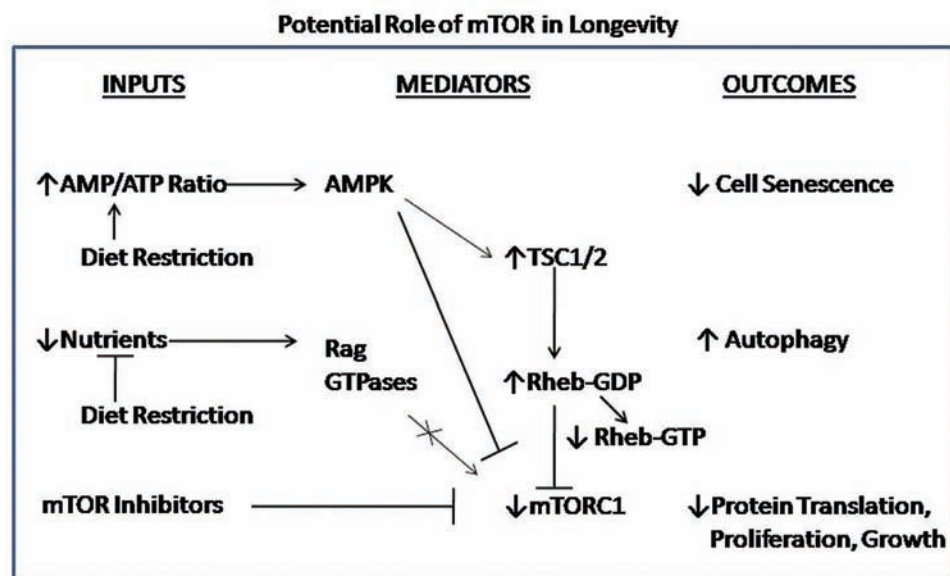 Potential Role of mTOR in Longevity
INPUTS
MEDIATORS
OUTCOMES
↑AMP/ATP Ratio
AMPK
↓ Cell Senescence
Diet Restriction
↑TSC1/2
↓Nutrients
Rag
GTPases
↑ Autophagy
↑Rheb-GDP
Diet Restriction
↓ Rheb-GTP
mTOR Inhibitors
↓mTORC1
↓Protein Translation,
Proliferation, Growth